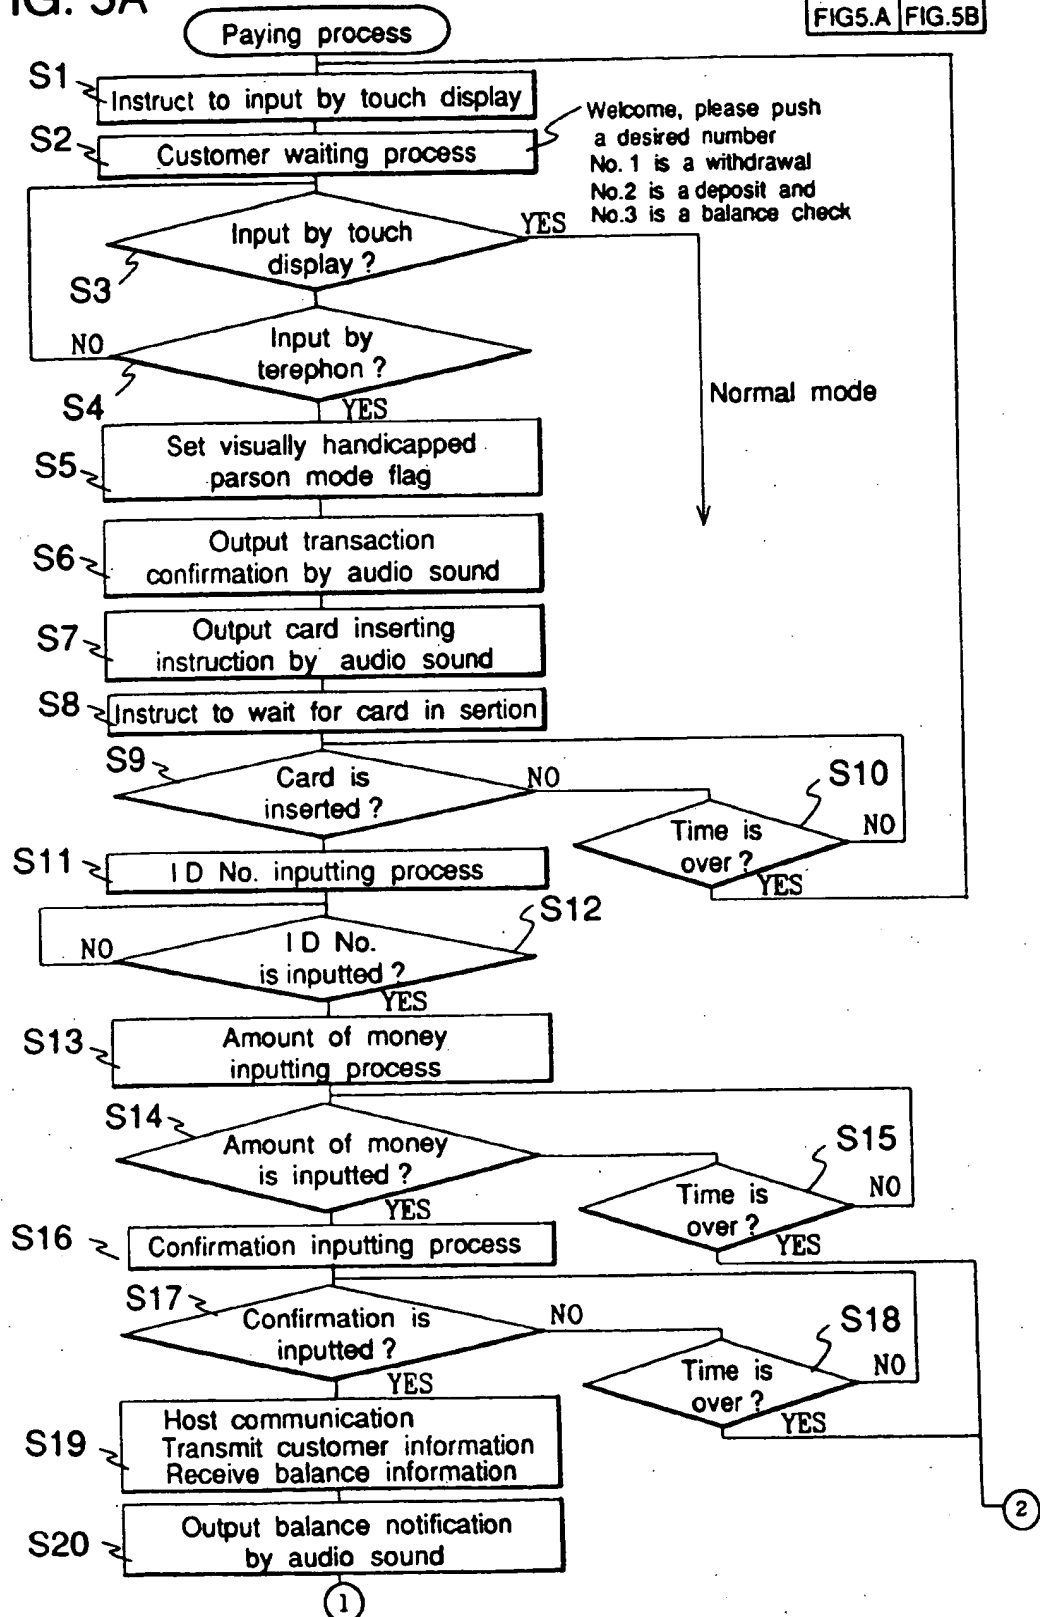 FIG. 5A
FIG5.A FIG.5B
Paying process
S1
Instruct to input by touch display
S2
Customer waiting process
Welcome, please push
a desired number
No. 1 is a withdrawal
No.2 is a deposit and
No.3 is a balance check
Input by touch
display ?
YES
S3
Input by
terephon ?
NO
S4
YES
Normal mode
S5
Set visually handicapped
parson mode flag
S6
Output transaction
confirmation by audio sound
S7
Output card inserting
instruction by audio sound
S8
Instruct to wait for card in sertion
S9
Card is
inserted ?
NO
S10
Time is
over ?
NO
YES
S11
ID No. inputting process
S12
ID No.
is inputted ?
NO
YES
S13
Amount of money
inputting process
S14
Amount of money
is inputted ?
YES
S15
Time is
over ?
NO
YES
S16
Confirmation inputting process
S17
Confirmation is
inputted ?
NO
YES
S18
Time is
over ?
NO
YES
S19
Host communication
Transmit customer information
Receive balance information
2
S20
Output balance notification
by audio sound
1